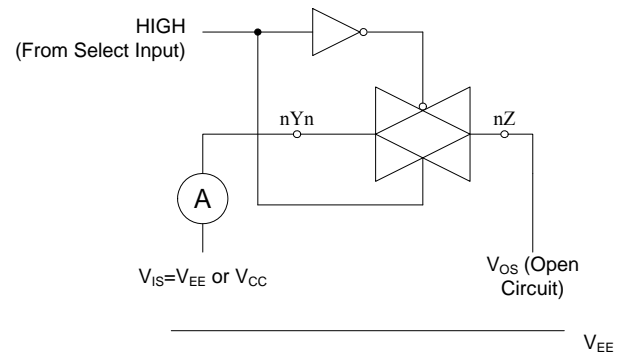 HIGH
(From Select Input)
nYn
nZ
A
V_IS=V_EE or V_CC
V_OS (Open
Circuit)
V_EE